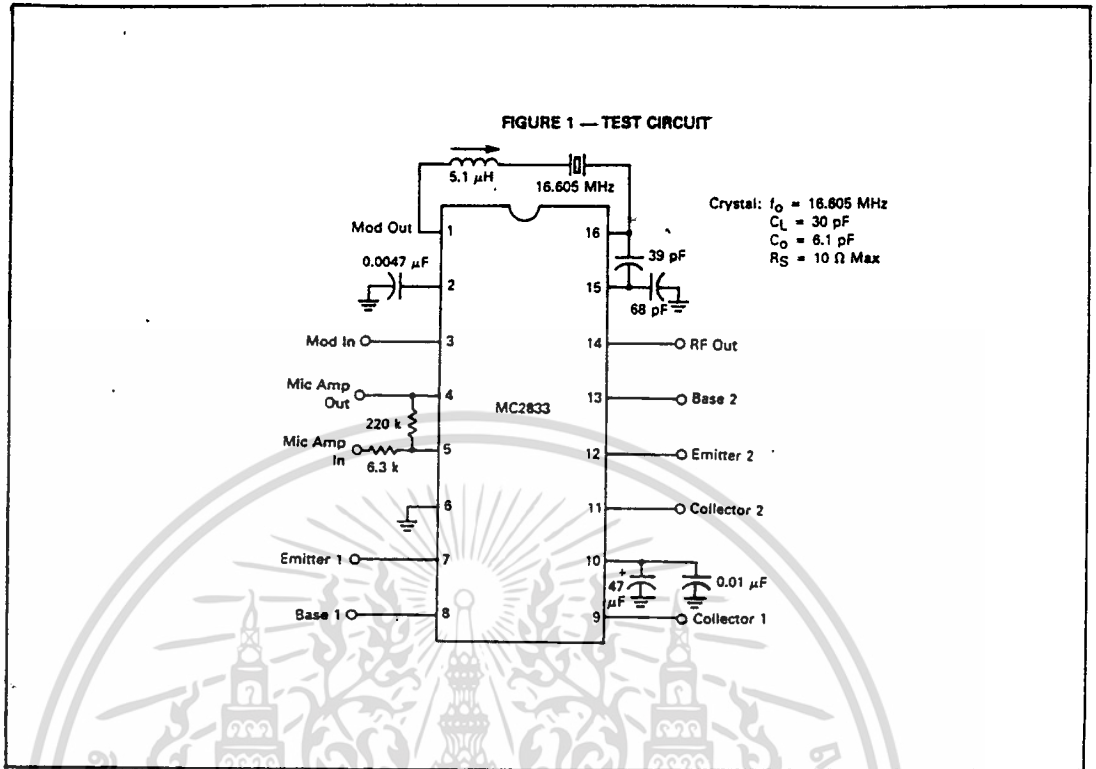 FIGURE 1 — TEST CIRCUIT
5.1 μH
16.605 MHz
Crystal: fO = 16.605 MHz
CL = 30 pF
CO = 6.1 pF
RS = 10 Ω Max
Mod Out
1
16
0.0047 μF
39 pF
2
15
68 pF
Mod In
3
14
RF Out
Mic Amp
Out
4
MC2833
13
Base 2
220 k
Mic Amp
In
5
6.3 k
12
Emitter 2
6
11
Collector 2
Emitter 1
7
10
+
47
μF
0.01 μF
Base 1
8
9
Collector 1